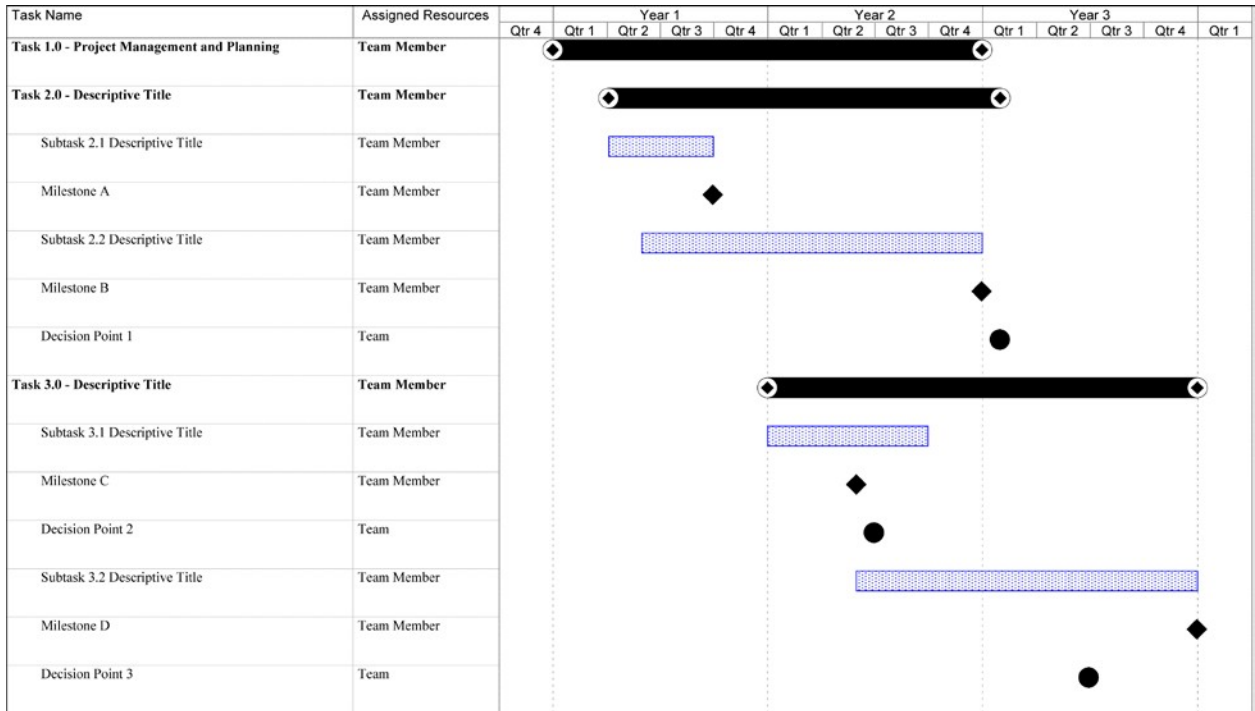 Task Name Assigned Resources Year 1 Year 2 Year 3
Qtr 4 Qtr 1 Qtr 2 Qtr 3 Qtr 4 Qtr 1 Qtr 2 Qtr 3 Qtr 4 Qtr 1 Qtr 2 Qtr 3 Qtr 4 Qtr 1
Task 1.0 - Project Management and Planning Team Member
Task 2.0 - Descriptive Title Team Member
Subtask 2.1 Descriptive Title Team Member
Milestone A Team Member
Subtask 2.2 Descriptive Title Team Member
Milestone B Team Member
Decision Point 1 Team
Task 3.0 - Descriptive Title Team Member
Subtask 3.1 Descriptive Title Team Member
Milestone C Team Member
Decision Point 2 Team
Subtask 3.2 Descriptive Title Team Member
Milestone D Team Member
Decision Point 3 Team